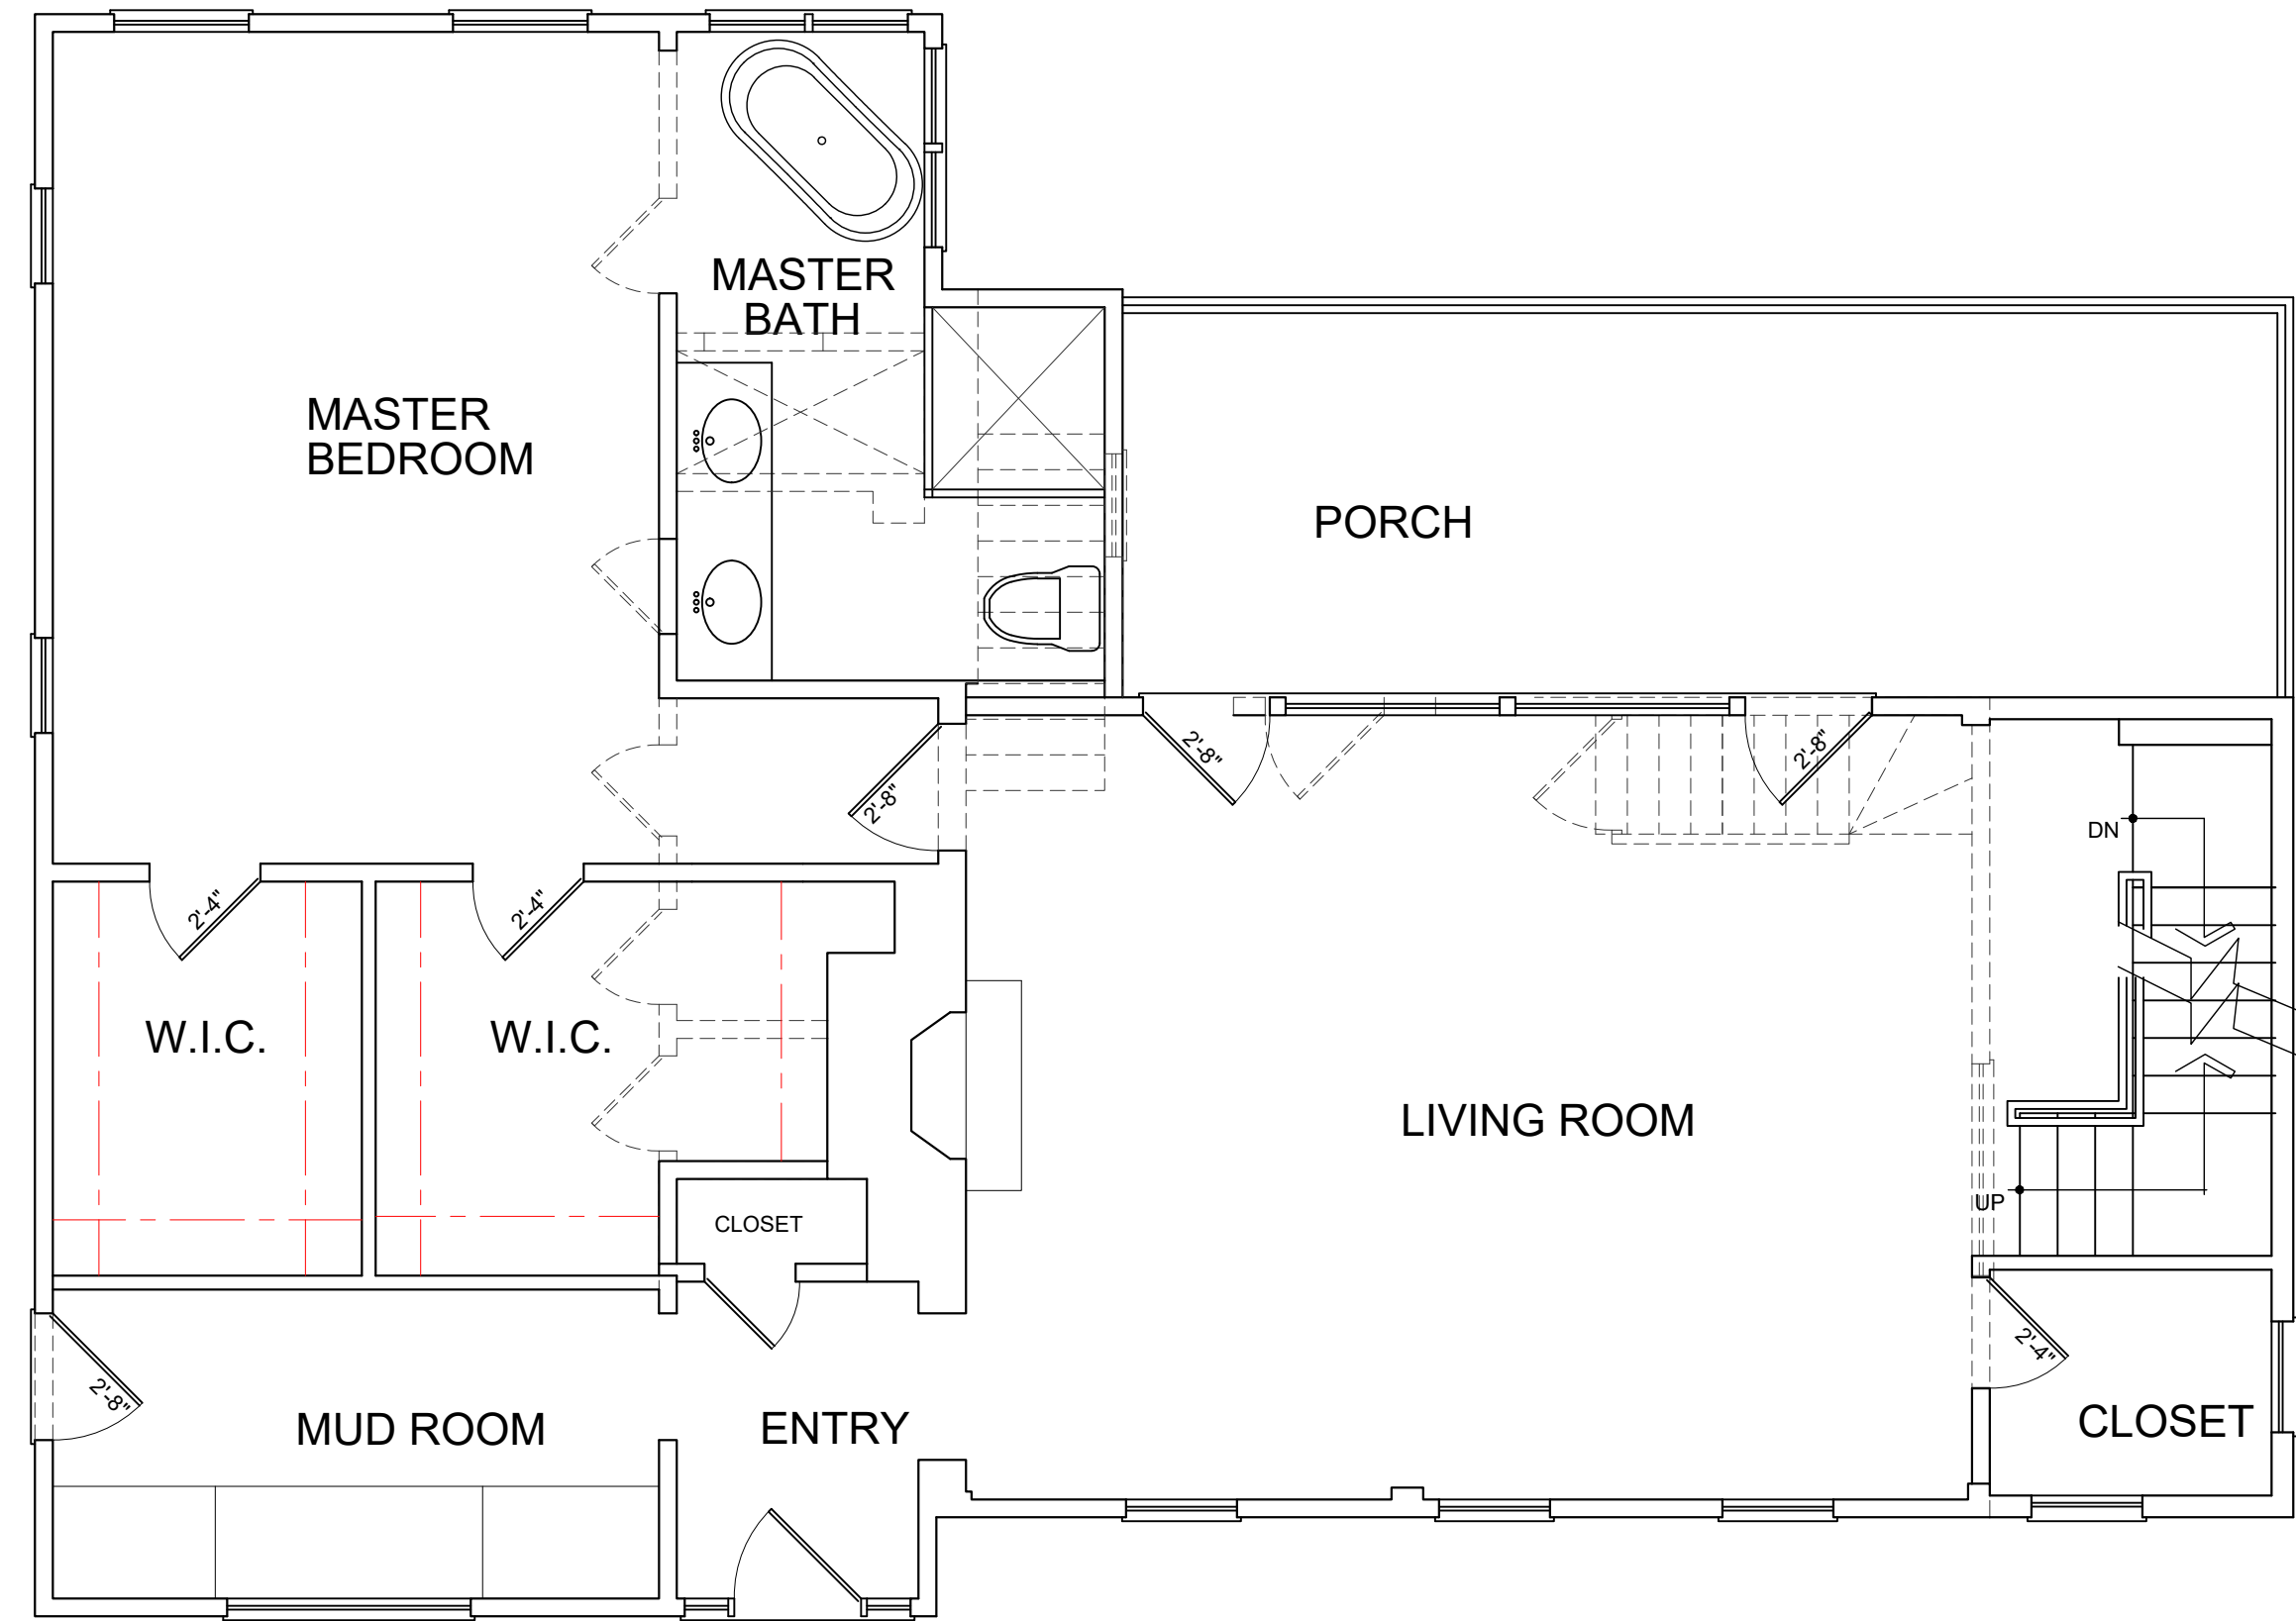 MASTER
BATH
MASTER
BEDROOM
PORCH
2'-8"
2'-8"
2'-8"
DN
2'-4"
2'-4"
W.I.C.
W.I.C.
LIVING ROOM
UP
CLOSET
2'-4"
2'-8"
MUD ROOM
ENTRY
CLOSET